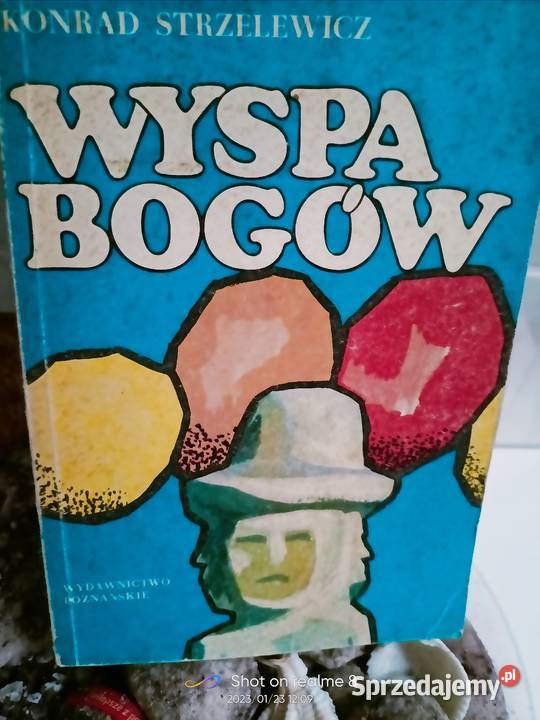 KONRAD STRZELEWICZ
WYSPA
BOGÓW
WYDAWNICTWO
POZNAŃSKIE
Shot on realme 8
2023/01/23 12:09
Sprzedajemy.pl